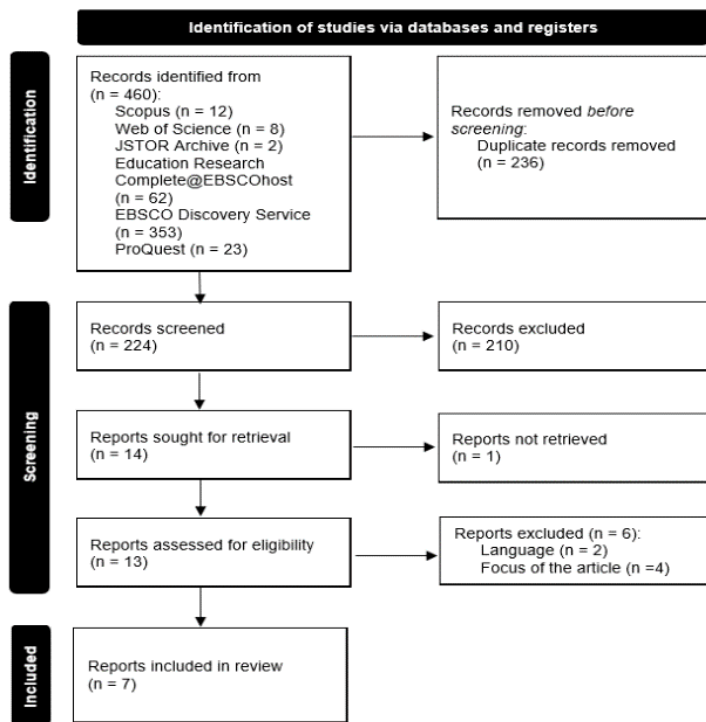 Identification of studies via databases and registers
Identification
Records identified from
(n = 460):
Scopus (n = 12)
Web of Science (n = 8)
JSTOR Archive (n = 2)
Education Research
Complete@EBSCOhost
(n = 62)
EBSCO Discovery Service
(n = 353)
ProQuest (n = 23)
Records removed before
screening:
Duplicate records removed
(n = 236)
Screening
Records screened
(n = 224)
Records excluded
(n = 210)
Reports sought for retrieval
(n = 14)
Reports not retrieved
(n = 1)
Reports assessed for eligibility
(n = 13)
Reports excluded (n = 6):
Language (n = 2)
Focus of the article (n =4)
Included
Reports included in review
(n = 7)